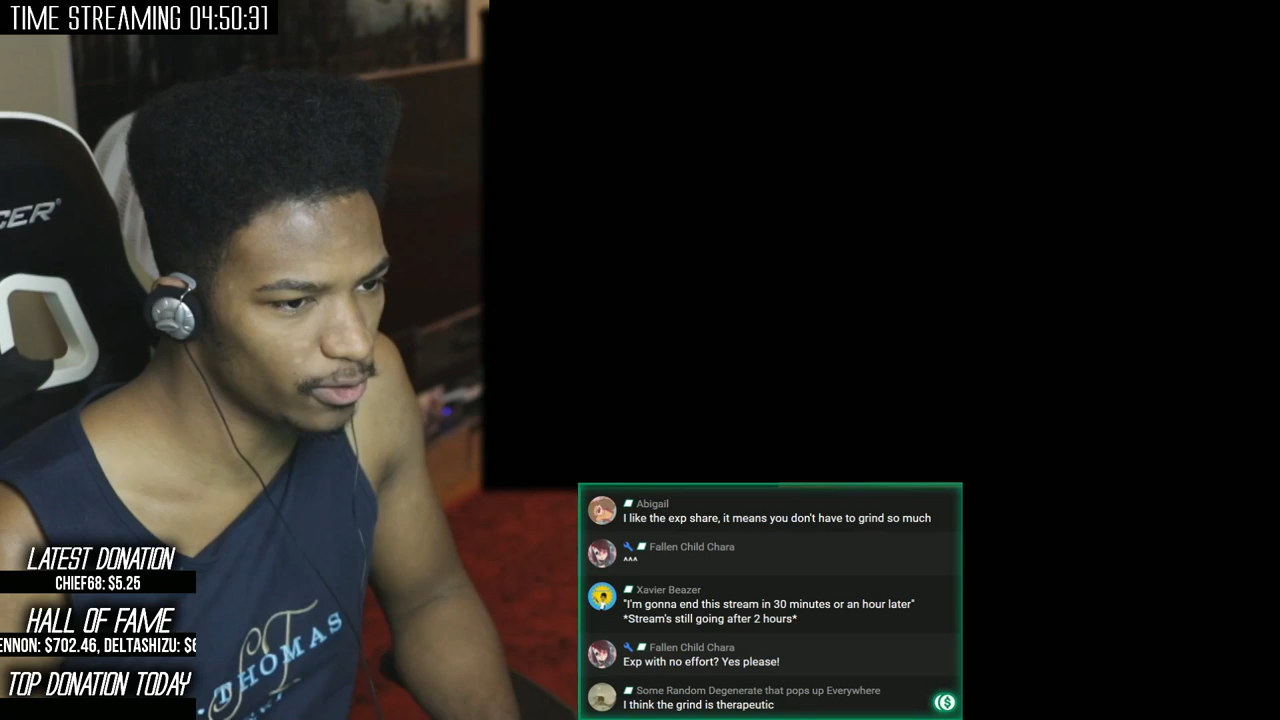 TIME STREAMING 04:50:31
CER
Abigail
I like the exp share, it means you don't have to grind so much
Fallen Child Chara
^^^
Xavier Beazer
"I'm gonna end this stream in 30 minutes or an hour later"
*Stream's still going after 2 hours*
Fallen Child Chara
Exp with no effort? Yes please!
Some Random Degenerate that pops up Everywhere
I think the grind is therapeutic
LATEST DONATION
CHIEF68: $5.25
HALL OF FAME
ENNON: $702.46, DELTASHIZU: $
TOP DONATION TODAY
THOMAS